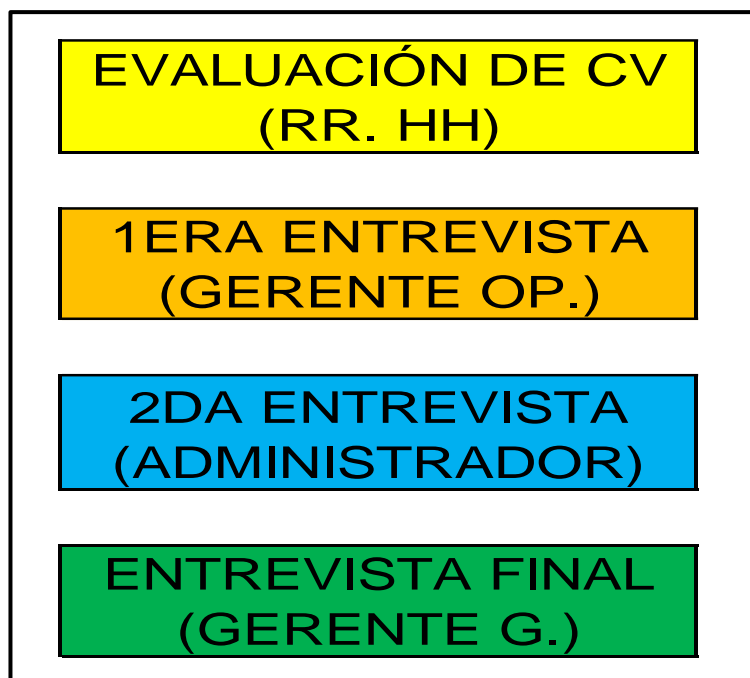 EVALUACIÓN DE CV
(RR. HH)
1ERA ENTREVISTA
(GERENTE OP.)
2DA ENTREVISTA
(ADMINISTRADOR)
ENTREVISTA FINAL
(GERENTE G.)